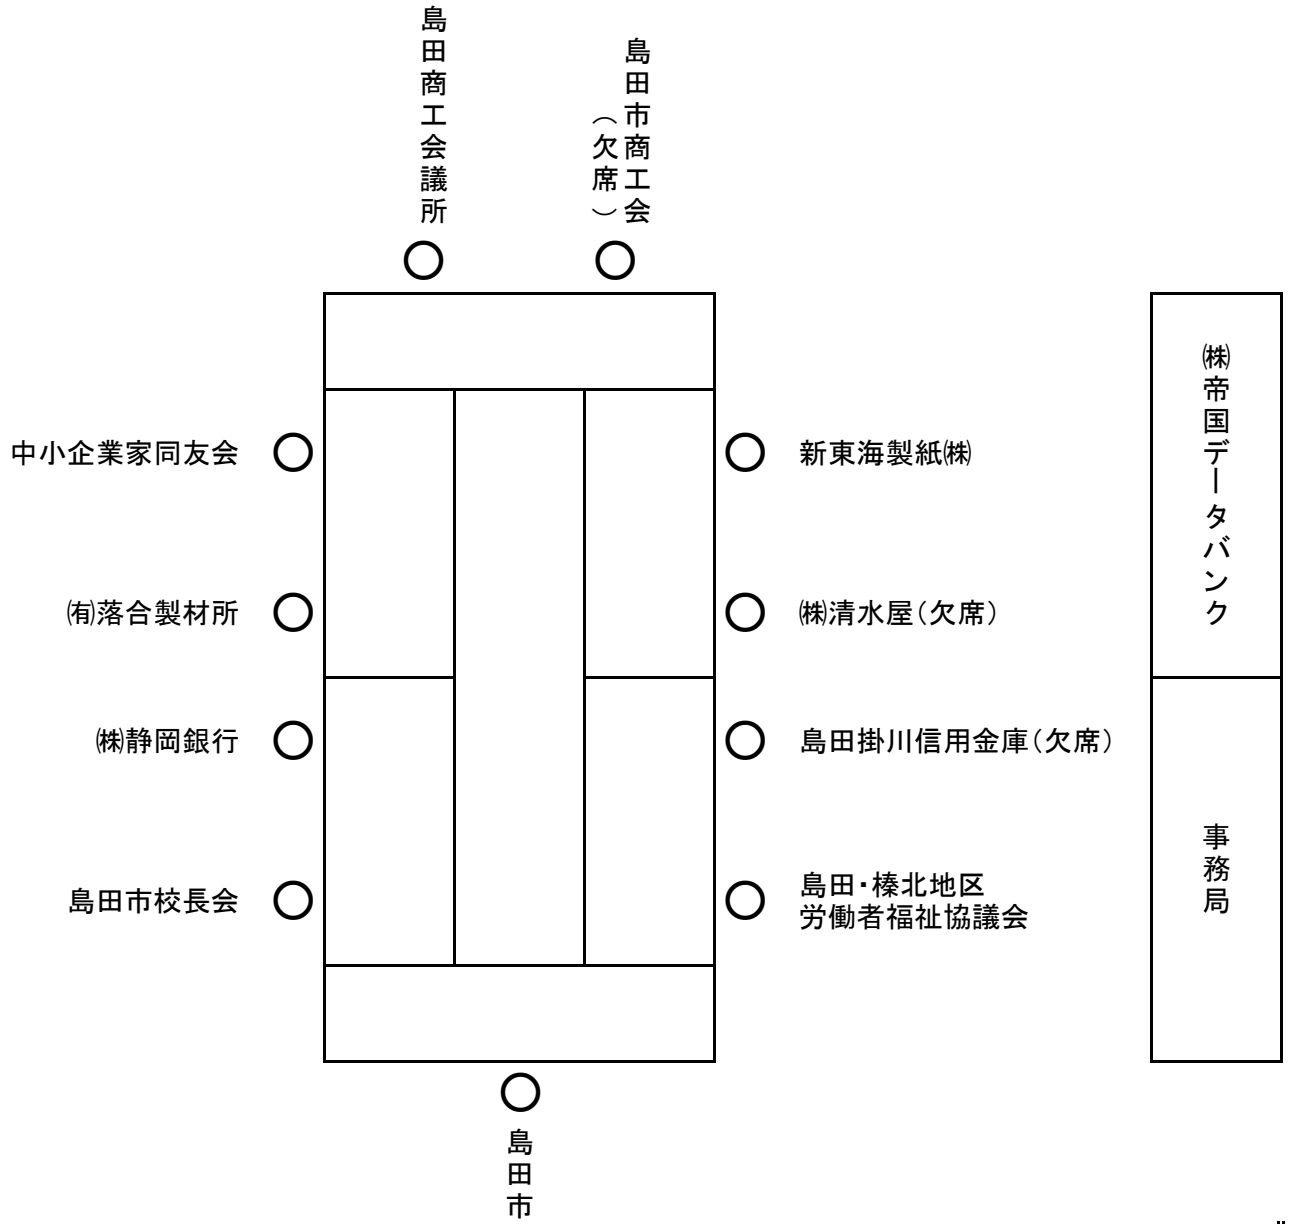 島田商工会議所
島田市商工会
（欠席）
中小企業家同友会
㈲落合製材所
㈱静岡銀行
島田市校長会
新東海製紙㈱
㈱清水屋（欠席）
島田掛川信用金庫（欠席）
島田・榛北地区
労働者福祉協議会
㈱帝国データバンク
事務局
島田市